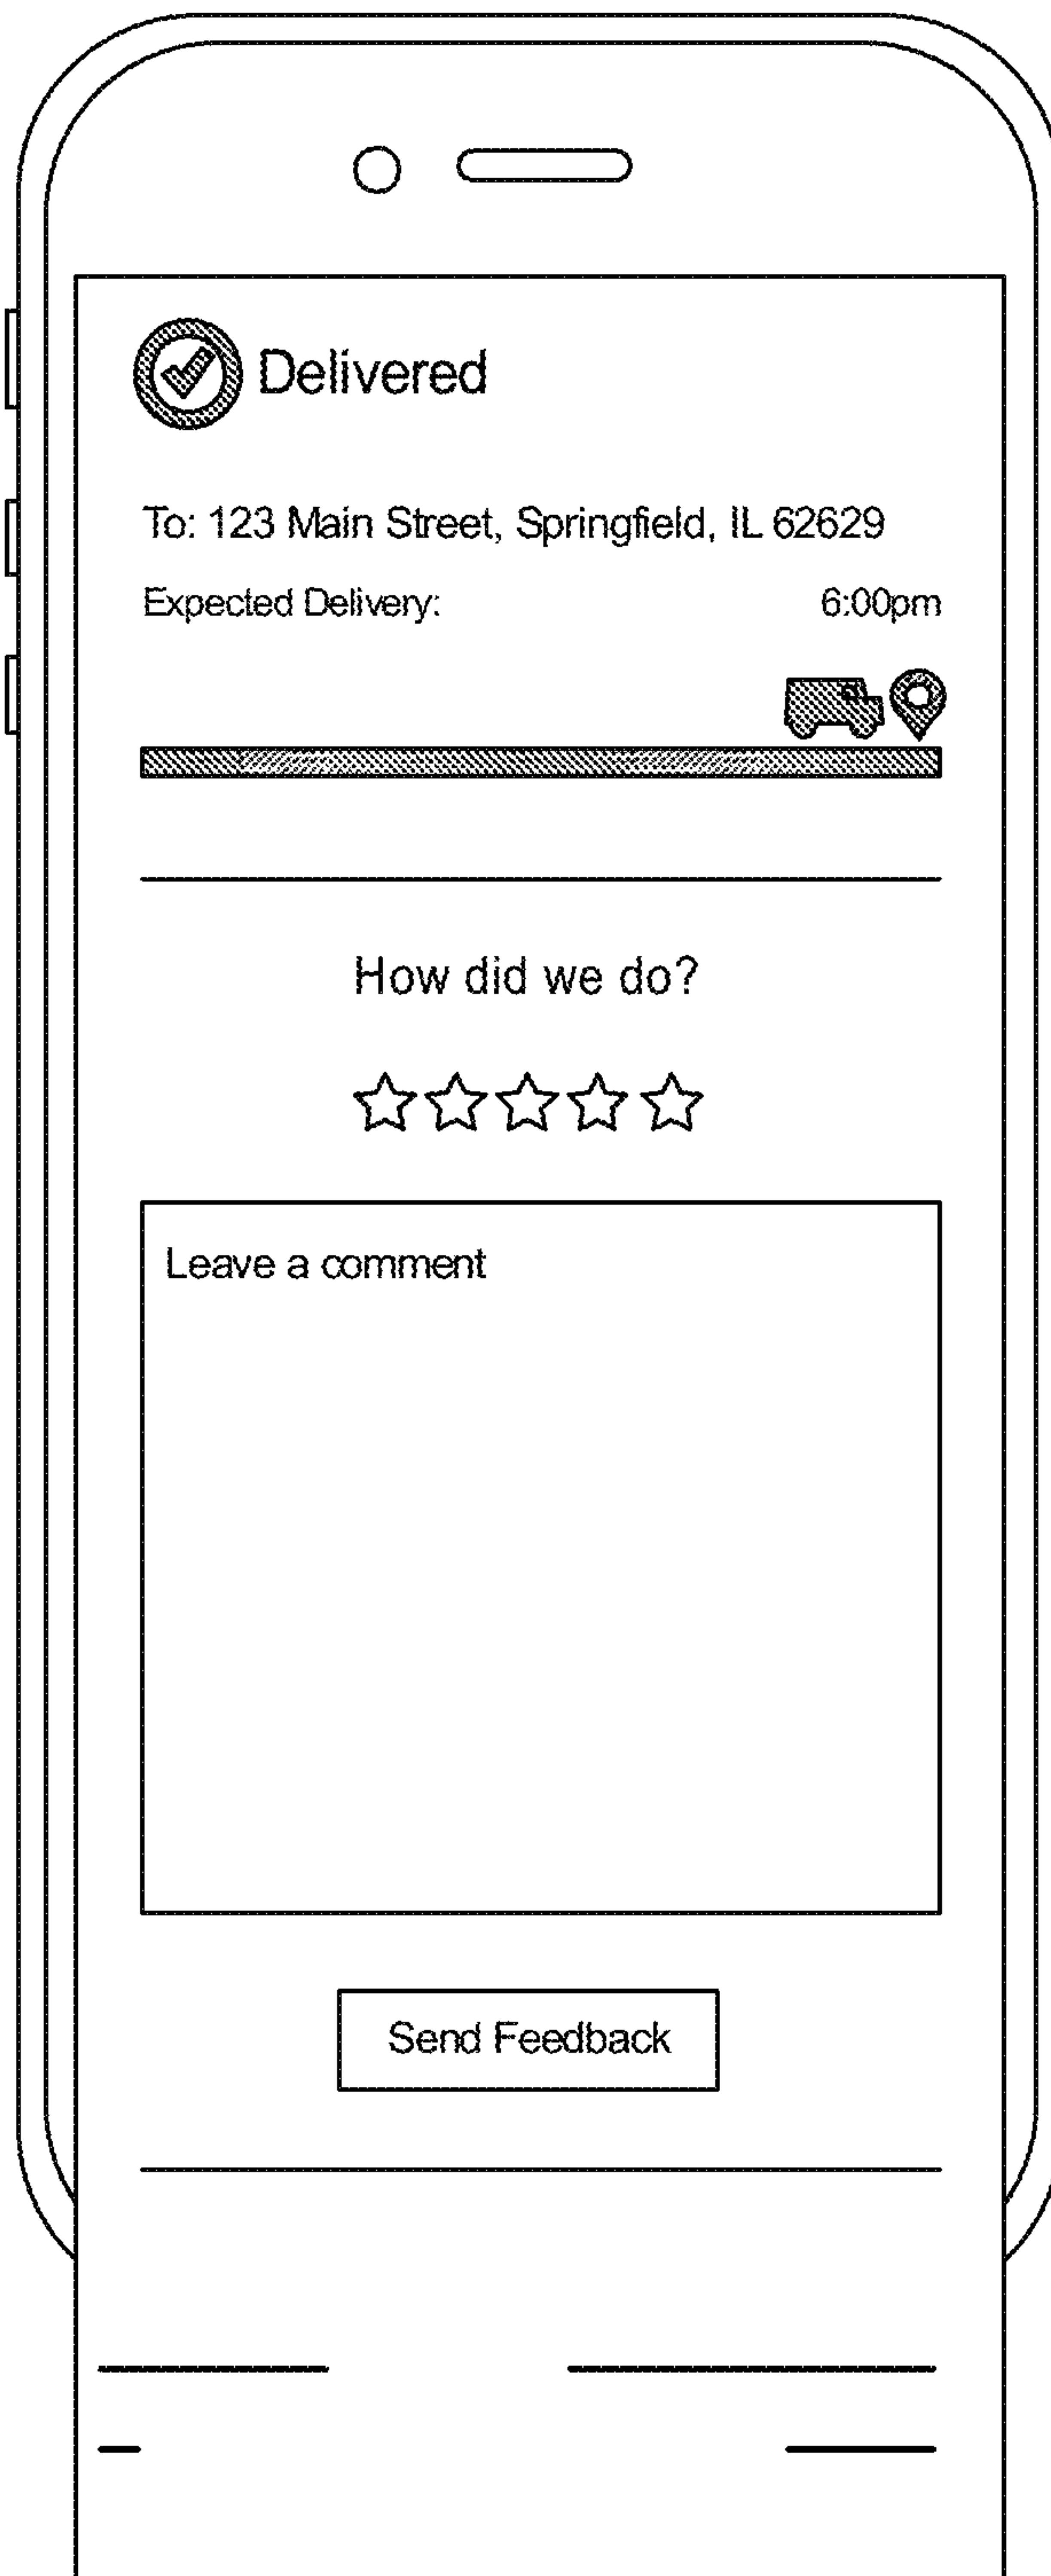 Delivered
To: 123 Main Street, Springfield, IL 62629
Expected Delivery: 6:00pm
How did we do?
Leave a comment
Send Feedback